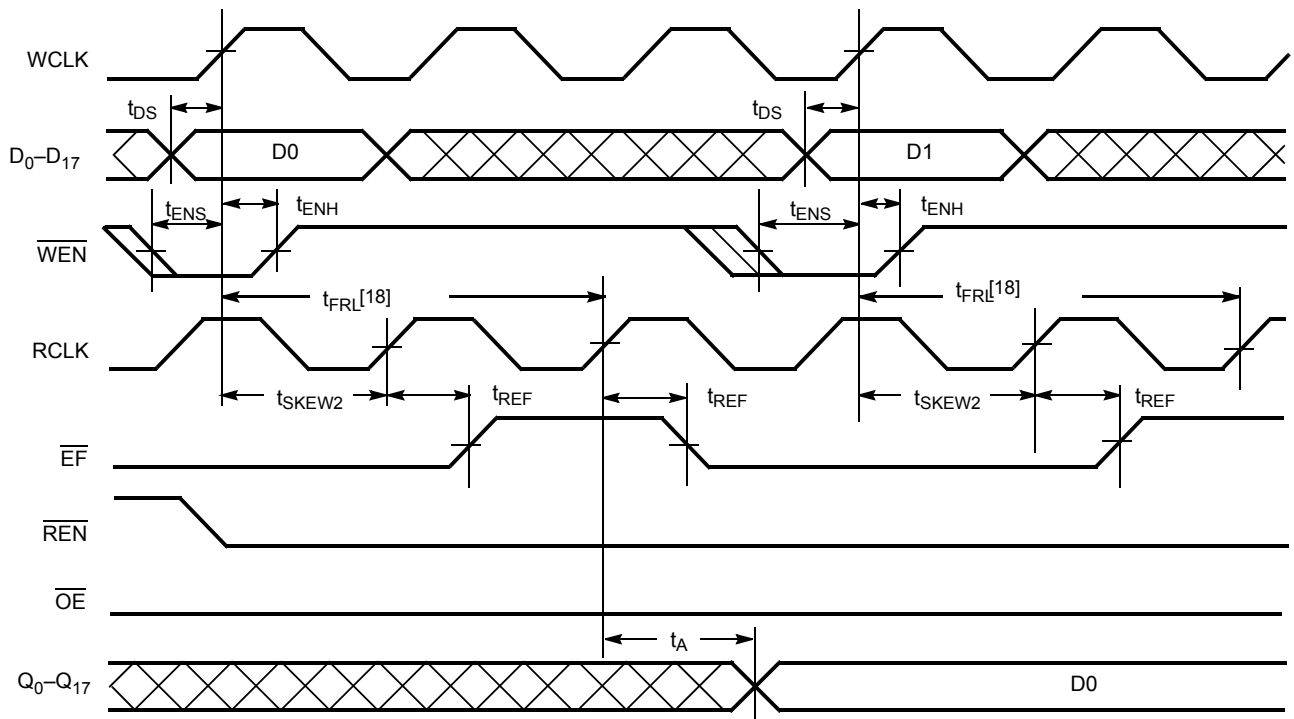 WCLK
tDS tDS
D0–D17 D0 D1
tENS tENH tENS tENH
WEN
tFRL[18] tFRL[18]
RCLK
tSKEW2 tREF tREF tSKEW2 tREF
EF
REN
OE
tA
Q0–Q17 D0